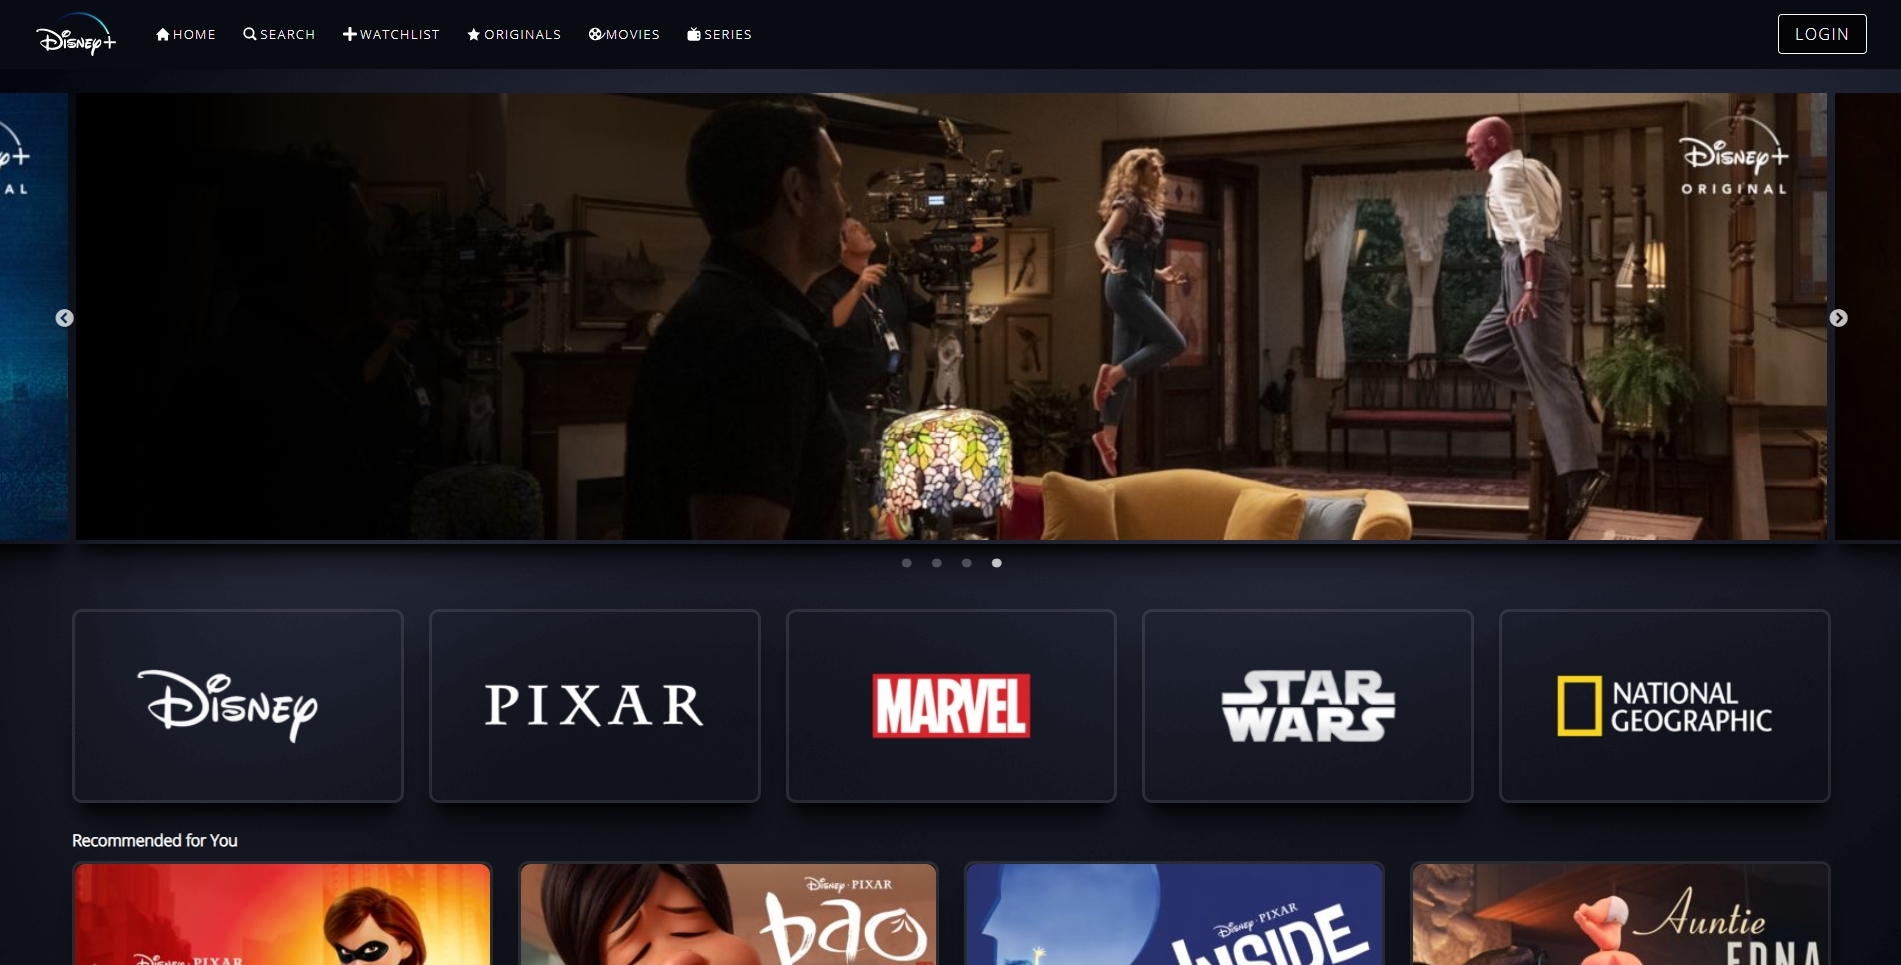 Disney+
HOME
SEARCH
WATCHLIST
ORIGINALS
MOVIES
SERIES
LOGIN
Disney+
ORIGINAL
Disney
PIXAR
MARVEL
STAR
WARS
NATIONAL
GEOGRAPHIC
Recommended for You
Disney · PIXAR
Disney · PIXAR
bao
Disney · PIXAR
INSIDE
Auntie
EDNA